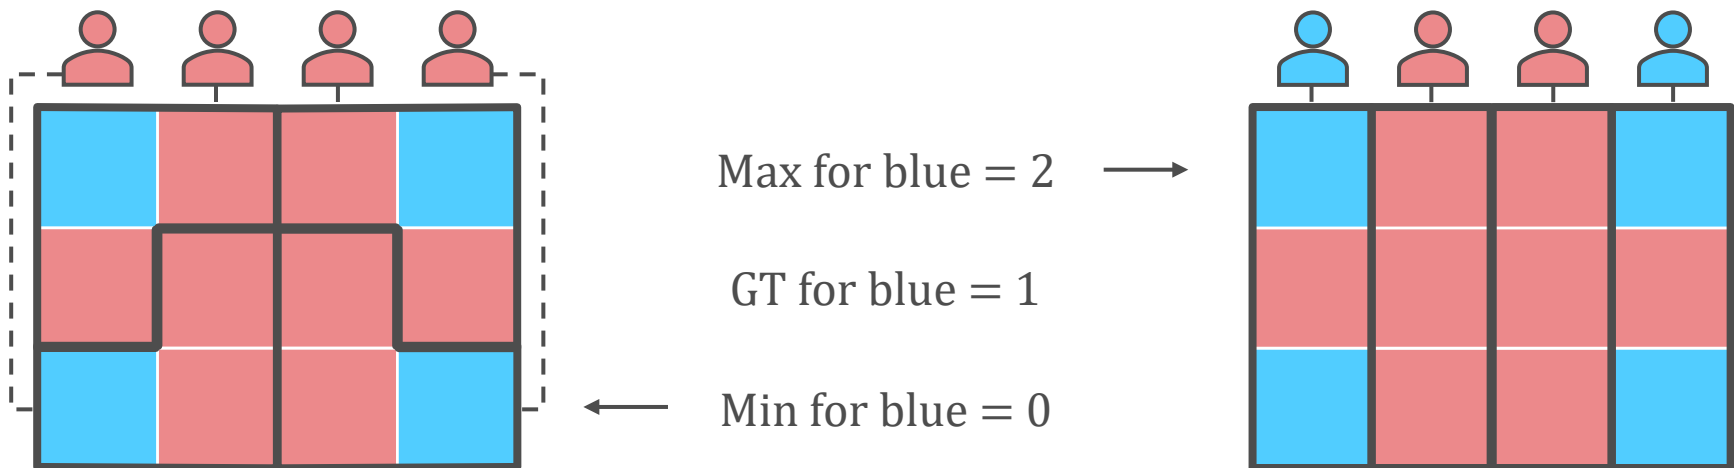 Max for blue = 2
GT for blue = 1
Min for blue = 0